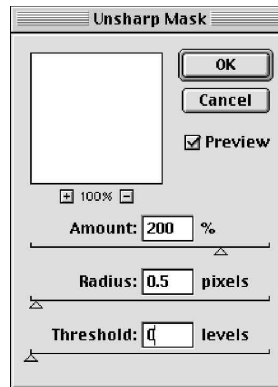 Unsharp Mask
OK
Cancel
Preview
+ 100% −
Amount: 200 %
Radius: 0.5 pixels
Threshold: 0 levels